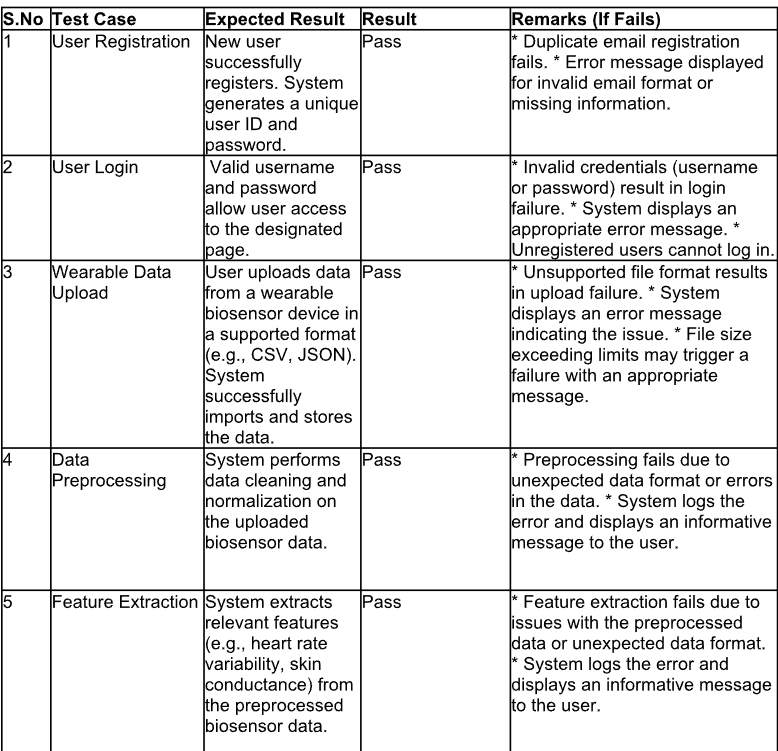 S.No Test Case Expected Result Result Remarks (If Fails)
1 User Registration New user Pass * Duplicate email registration
successfully fails. * Error message displayed
registers. System for invalid email format or
generates a unique missing information.
user ID and
password.
2 User Login Valid username Pass * Invalid credentials (username
and password or password) result in login
allow user access failure. * System displays an
to the designated appropriate error message. *
page. Unregistered users cannot log in.
3 Wearable Data User uploads data Pass * Unsupported file format results
Upload from a wearable in upload failure. * System
biosensor device in displays an error message
a supported format indicating the issue. * File size
(e.g., CSV, JSON). exceeding limits may trigger a
System failure with an appropriate
successfully message.
imports and stores
the data.
4 Data System performs Pass * Preprocessing fails due to
Preprocessing data cleaning and unexpected data format or errors
normalization on in the data. * System logs the
the uploaded error and displays an informative
biosensor data. message to the user.
5 Feature Extraction System extracts Pass * Feature extraction fails due to
relevant features issues with the preprocessed
(e.g., heart rate data or unexpected data format.
variability, skin * System logs the error and
conductance) from displays an informative message
the preprocessed to the user.
biosensor data.